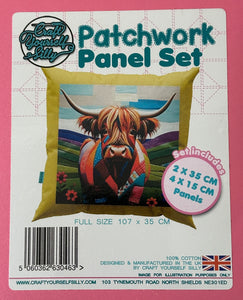 Craft
Yourself
Silly
Patchwork
Panel Set
Set includes
2 X 35 CM
4 X 15 CM
Panels
FULL SIZE 107 x 35 CM
IMAGE IS FOR
ILLUSTRATION PURPOSES ONLY
100% COTTON
DESIGNED & MANUFACTURED IN THE UK
BY CRAFT YOURSELF SILLY
5 060362 630463 >
WWW.CRAFTYOURSELFSILLY.COM 103 TYNEMOUTH ROAD NORTH SHIELDS NE301ED